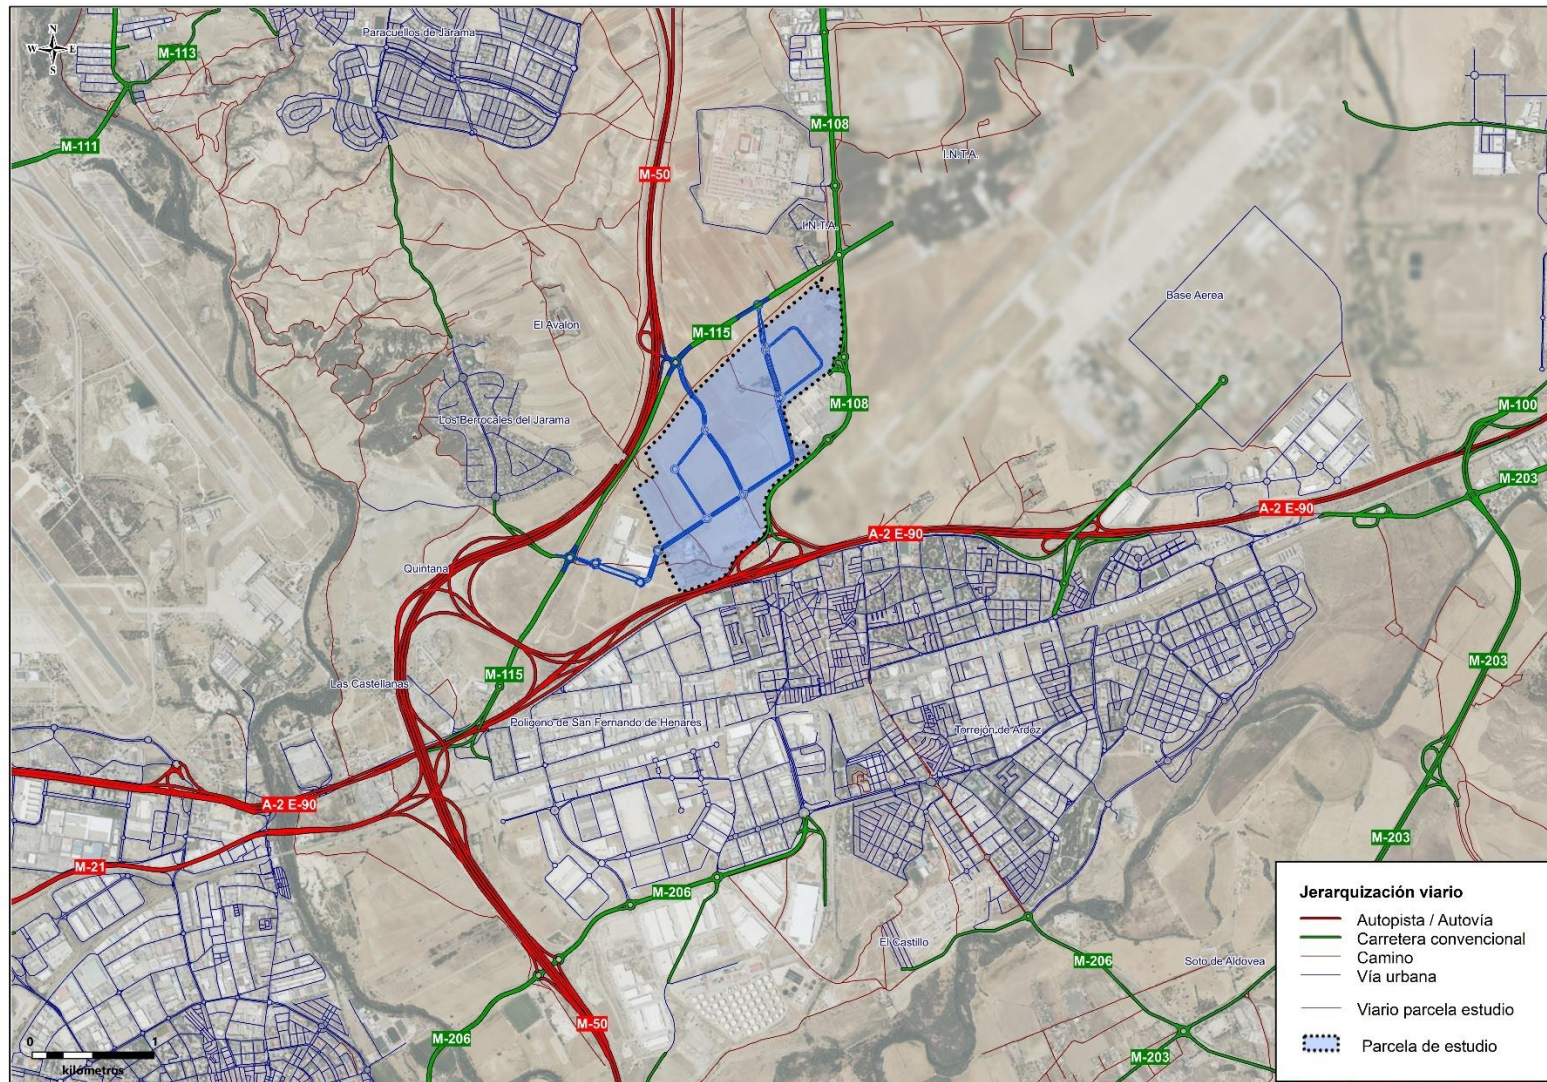 N
W E
S
Paracuellos de Jarama
M-113
M-111
M-108
M-50
I.N.T.A.
I.N.T.A.
Base Aerea
El Avalon
M-115
M-108
M-100
Los Berrocales del Jarama
M-203
A-2 E-90
A-2 E-90
Quintana
M-203
Las Castellanas
M-115
Poligono de San Fernando de Henares
Torrejón de Ardoz
A-2 E-90
M-203
M-21
M-206
El Castillo
M-206
Soto de Aldovea
M-50
M-206
M-203
0 1
kilómetros
Jerarquización viario
Autopista / Autovía
Carretera convencional
Camino
Vía urbana
Viario parcela estudio
Parcela de estudio